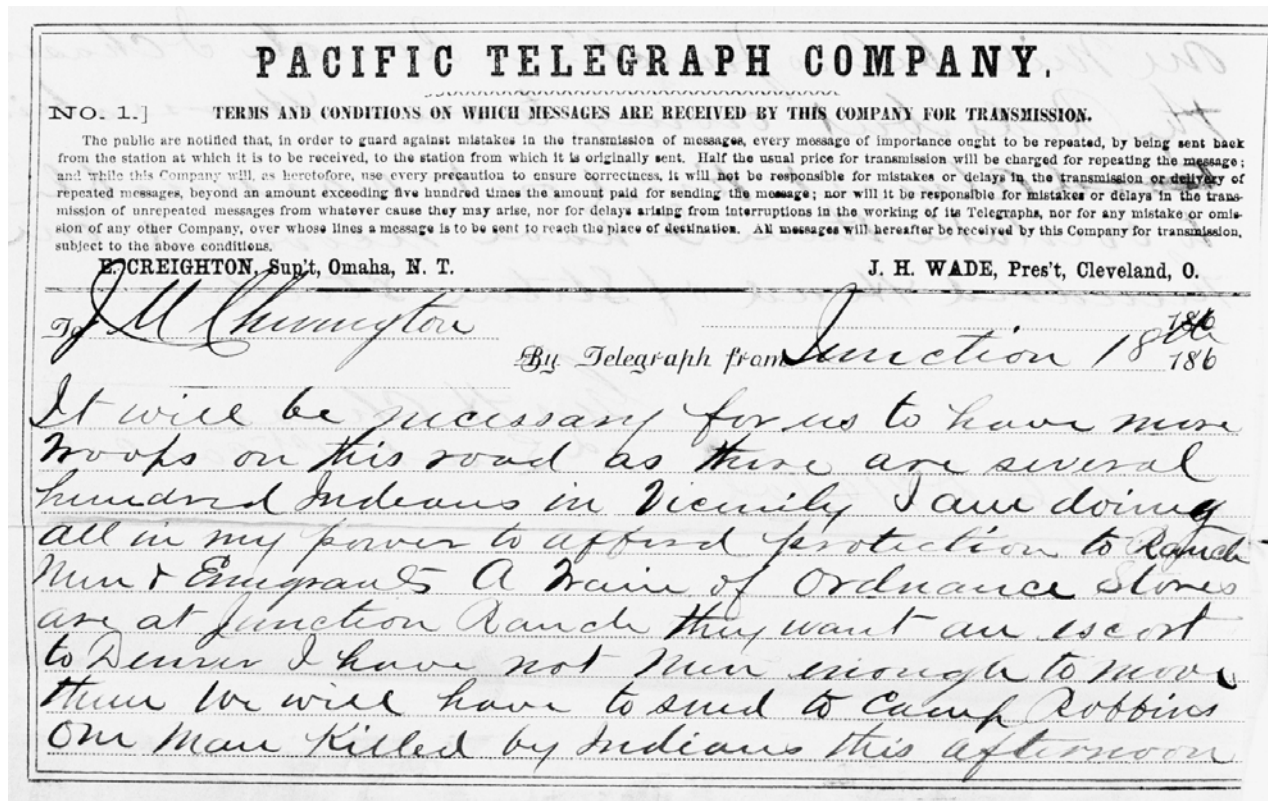 PACIFIC TELEGRAPH COMPANY.
NO. 1.] TERMS AND CONDITIONS ON WHICH MESSAGES ARE RECEIVED BY THIS COMPANY FOR TRANSMISSION.
The public are notified that, in order to guard against mistakes in the transmission of messages, every message of importance ought to be repeated, by being sent back
from the station at which it is to be received, to the station from which it is originally sent. Half the usual price for transmission will be charged for repeating the message;
and while this Company will, as heretofore, use every precaution to ensure correctness, it will not be responsible for mistakes or delays in the transmission or delivery of
repeated messages, beyond an amount exceeding five hundred times the amount paid for sending the message; nor will it be responsible for mistakes or delays in the trans-
mission of unrepeated messages from whatever cause they may arise, nor for delays arising from interruptions in the working of its Telegraphs, nor for any mistake or omis-
sion of any other Company, over whose lines a message is to be sent to reach the place of destination. All messages will hereafter be received by this Company for transmission,
subject to the above conditions.
E. CREIGHTON, Sup't, Omaha, N. T. J. H. WADE, Pres't, Cleveland, O.
186
To J M Chivington
By Telegraph from Junction 18th 186
It will be necessary for us to have more
troops on this road as there are several
hundred Indians in Vicinity I am doing
all in my power to afford protection to Ranch
Men & Emigrants A train of Ordnance Stores
are at Junction Ranch they want an escort
to Denver I have not Men enough to move
them We will have to send to Camp Robbins
One Man Killed by Indians this afternoon